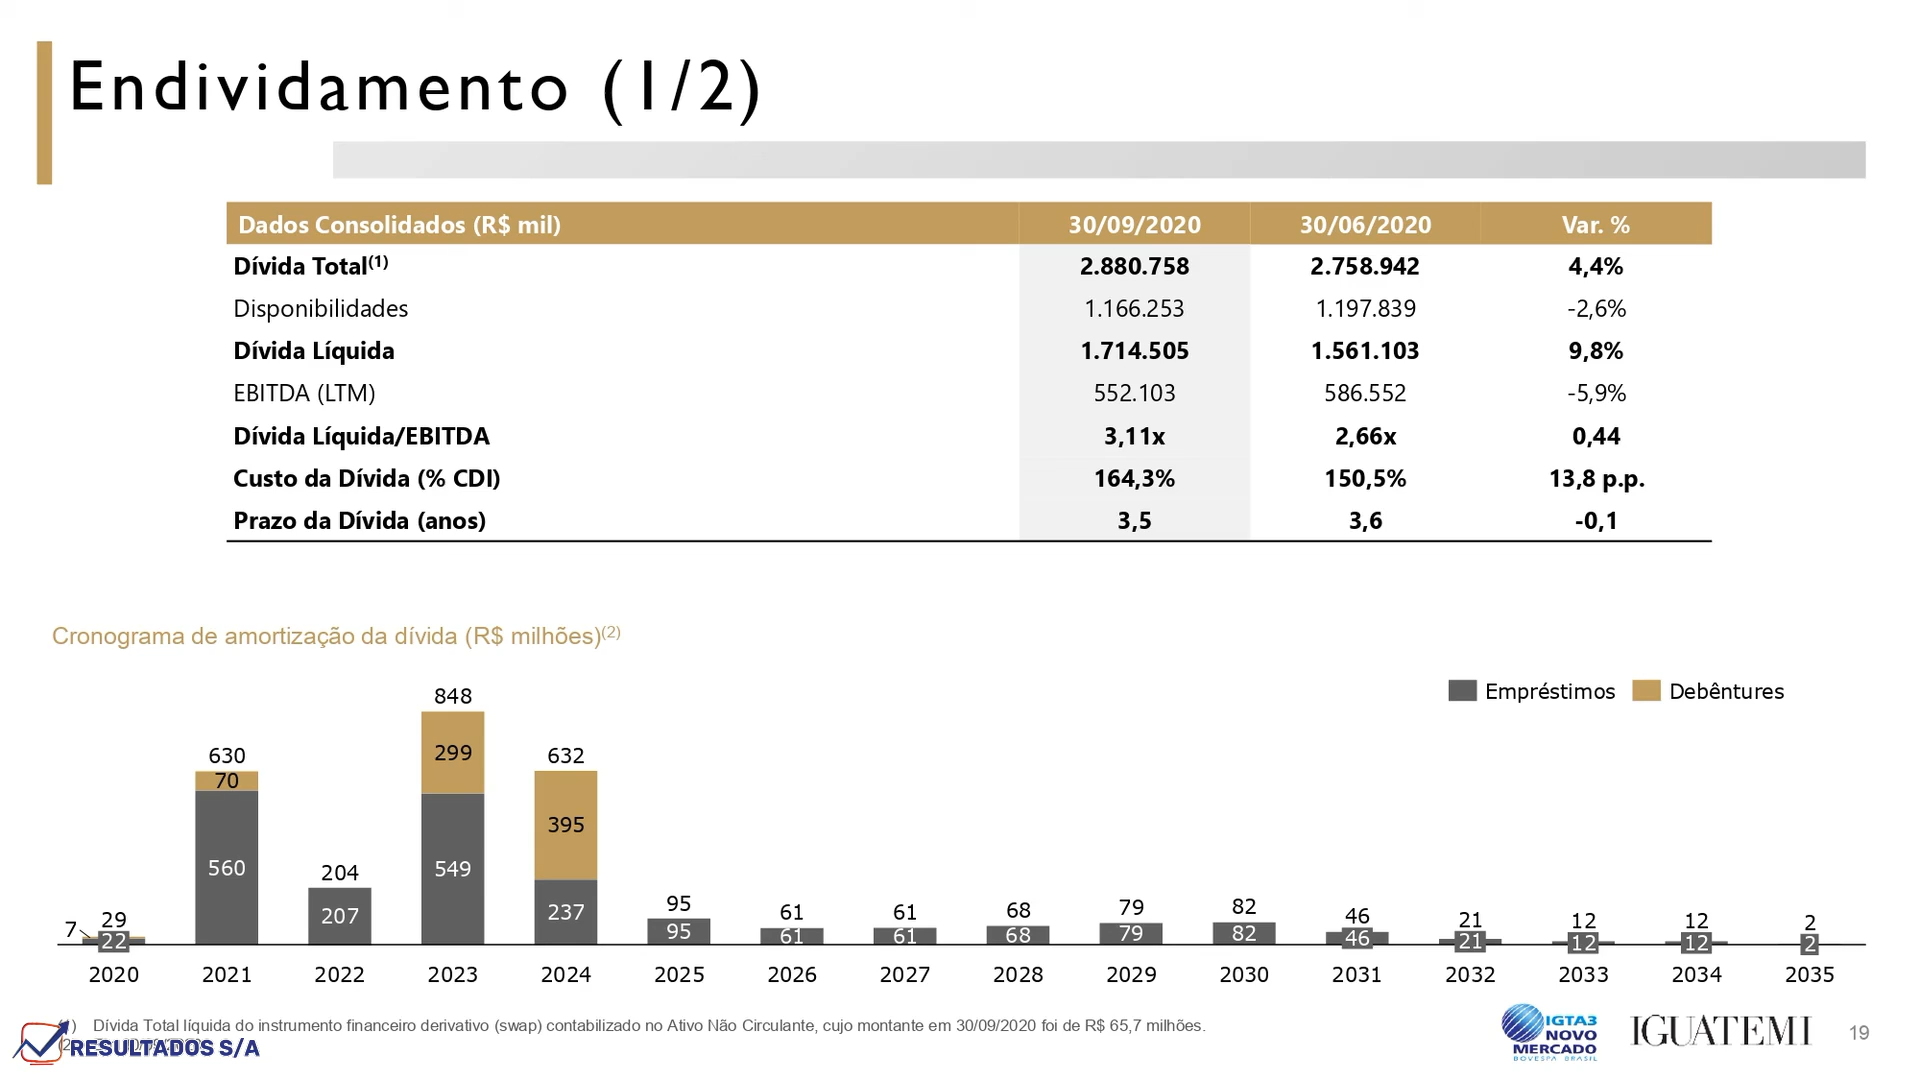 Endividamento (1/2)
Dados Consolidados (R$ mil) 30/09/2020 30/06/2020 Var. %
Dívida Total(1) 2.880.758 2.758.942 4,4%
Disponibilidades 1.166.253 1.197.839 -2,6%
Dívida Líquida 1.714.505 1.561.103 9,8%
EBITDA (LTM) 552.103 586.552 -5,9%
Dívida Líquida/EBITDA 3,11x 2,66x 0,44
Custo da Dívida (% CDI) 164,3% 150,5% 13,8 p.p.
Prazo da Dívida (anos) 3,5 3,6 -0,1
Cronograma de amortização da dívida (R$ milhões)(2)
Empréstimos Debêntures
29 630 204 848 632 95 61 61 68 79 82 46 21 12 12 2
7 70 299 395
22 560 207 549 237 95 61 61 68 79 82 46 21 12 12 2
2020 2021 2022 2023 2024 2025 2026 2027 2028 2029 2030 2031 2032 2033 2034 2035
Dívida Total líquida do instrumento financeiro derivativo (swap) contabilizado no Ativo Não Circulante, cujo montante em 30/09/2020 foi de R$ 65,7 milhões.
RESULTADOS S/A
IGTA3
NOVO
MERCADO
BOVESPA BRASIL
IGUATEMI
19